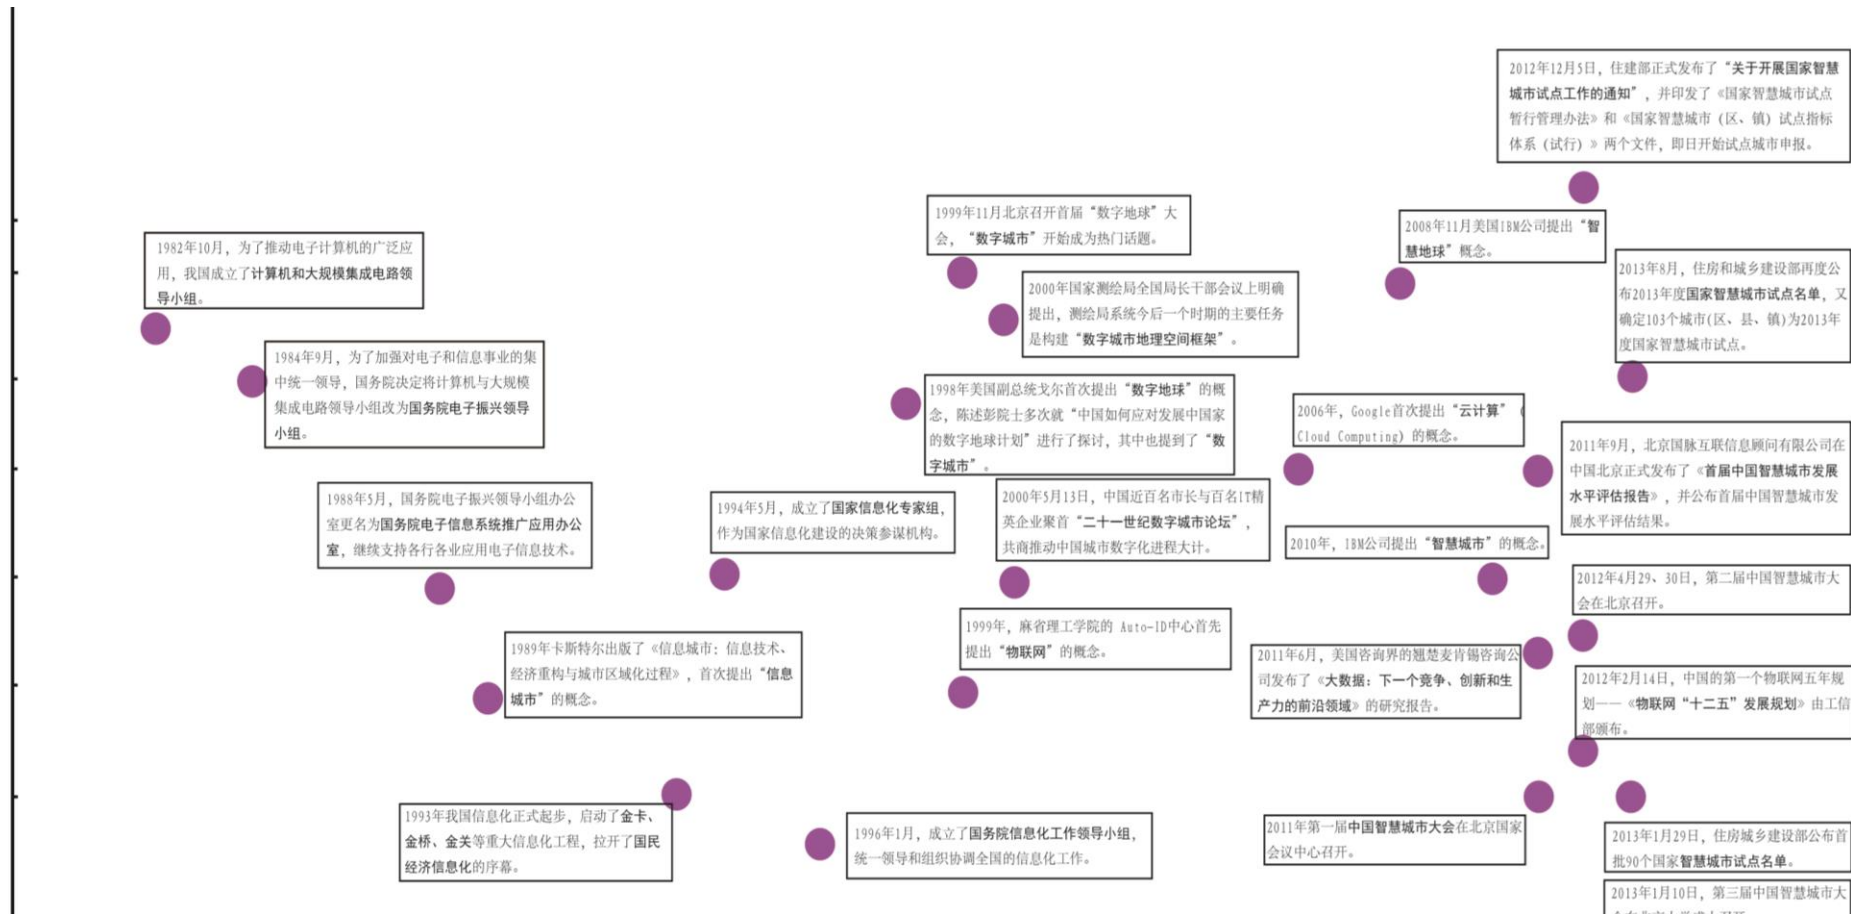 2012年12月5日，住建部正式发布了“关于开展国家智慧
城市试点工作的通知”，并印发了《国家智慧城市试点
暂行管理办法》和《国家智慧城市（区、镇）试点指标
体系（试行）》两个文件，即日开始试点城市申报。
1999年11月北京召开首届“数字地球”大
会，“数字城市”开始成为热门话题。
2008年11月美国IBM公司提出“智
慧地球”概念。
1982年10月，为了推动电子计算机的广泛应
用，我国成立了计算机和大规模集成电路领
导小组。
2013年8月，住房和城乡建设部再度公
布2013年度国家智慧城市试点名单，又
确定103个城市(区、县、镇)为2013年
度国家智慧城市试点。
2000年国家测绘局全国局长干部会议上明确
提出，测绘局系统今后一个时期的主要任务
是构建“数字城市地理空间框架”。
1984年9月，为了加强对电子和信息事业的集
中统一领导，国务院决定将计算机与大规模
集成电路领导小组改为国务院电子振兴领导
小组。
1998年美国副总统戈尔首次提出“数字地球”的概
念，陈述彭院士多次就“中国如何应对发展中国家
的数字地球计划”进行了探讨，其中也提到了“数
字城市”。
2006年，Google首次提出“云计算”（
Cloud Computing）的概念。
2011年9月，北京国脉互联信息顾问有限公司在
中国北京正式发布了《首届中国智慧城市发展
水平评估报告》，并公布首届中国智慧城市发
展水平评估结果。
1988年5月，国务院电子振兴领导小组办公
室更名为国务院电子信息系统推广应用办公
室，继续支持各行各业应用电子信息技术。
1994年5月，成立了国家信息化专家组，
作为国家信息化建设的决策参谋机构。
2000年5月13日，中国近百名市长与百名IT精
英企业聚首“二十一世纪数字城市论坛”，
共商推动中国城市数字化进程大计。
2010年，IBM公司提出“智慧城市”的概念。
2012年4月29、30日，第二届中国智慧城市大
会在北京召开。
1999年，麻省理工学院的 Auto-ID中心首先
提出“物联网”的概念。
1989年卡斯特尔出版了《信息城市：信息技术、
经济重构与城市区域化过程》，首次提出“信息
城市”的概念。
2011年6月，美国咨询界的翘楚麦肯锡咨询公
司发布了《大数据：下一个竞争、创新和生
产力的前沿领域》的研究报告。
2012年2月14日，中国的第一个物联网五年规
划——《物联网“十二五”发展规划》由工信
部颁布。
1993年我国信息化正式起步，启动了金卡、
金桥、金关等重大信息化工程，拉开了国民
经济信息化的序幕。
1996年1月，成立了国务院信息化工作领导小组，
统一领导和组织协调全国的信息化工作。
2011年第一届中国智慧城市大会在北京国家
会议中心召开。
2013年1月29日，住房城乡建设部公布首
批90个国家智慧城市试点名单。
2013年1月10日，第三届中国智慧城市大